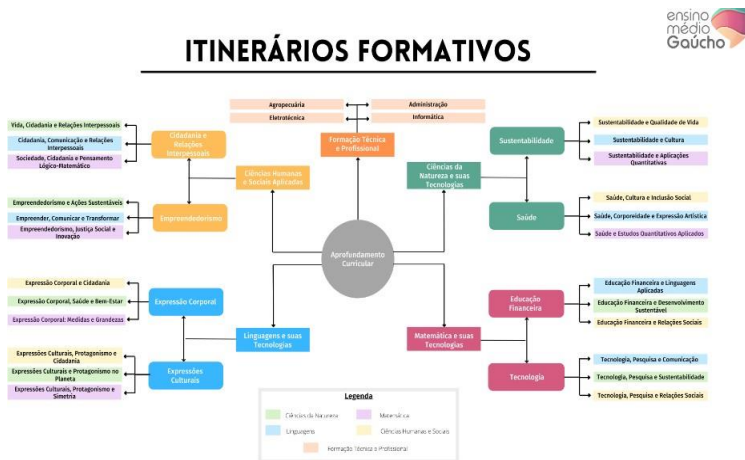 ensino
médio
Gaúcho
ITINERÁRIOS FORMATIVOS
Agropecuária
Administração
Eletrotécnica
Informática
Formação Técnica
e Profissional
Vida, Cidadania e Relações Interpessoais
Cidadania, Comunicação e Relações
Interpessoais
Sociedade, Cidadania e Pensamento
Lógico-Matemático
Cidadania e
Relações
Interpessoais
Ciências Humanas
e Sociais Aplicadas
Empreendedorismo e Ações Sustentáveis
Empreender, Comunicar e Transformar
Empreendedorismo, Justiça Social e
Inovação
Empreendedorismo
Ciências da
Natureza e suas
Tecnologias
Sustentabilidade
Sustentabilidade e Qualidade de Vida
Sustentabilidade e Cultura
Sustentabilidade e Aplicações
Quantitativas
Saúde
Saúde, Cultura e Inclusão Social
Saúde, Corporeidade e Expressão Artística
Saúde e Estudos Quantitativos Aplicados
Aprofundamento
Curricular
Expressão Corporal e Cidadania
Expressão Corporal, Saúde e Bem-Estar
Expressão Corporal: Medidas e Grandezas
Expressão Corporal
Linguagens e suas
Tecnologias
Expressões Culturais, Protagonismo e
Cidadania
Expressões Culturais e Protagonismo no
Planeta
Expressões Culturais, Protagonismo e
Simetria
Expressões
Culturais
Matemática e suas
Tecnologias
Educação
Financeira
Educação Financeira e Linguagens
Aplicadas
Educação Financeira e Desenvolvimento
Sustentável
Educação Financeira e Relações Sociais
Tecnologia
Tecnologia, Pesquisa e Comunicação
Tecnologia, Pesquisa e Sustentabilidade
Tecnologia, Pesquisa e Relações Sociais
Legenda
Ciências da Natureza
Matemática
Linguagens
Ciências Humanas e Sociais
Formação Técnica e Profissional